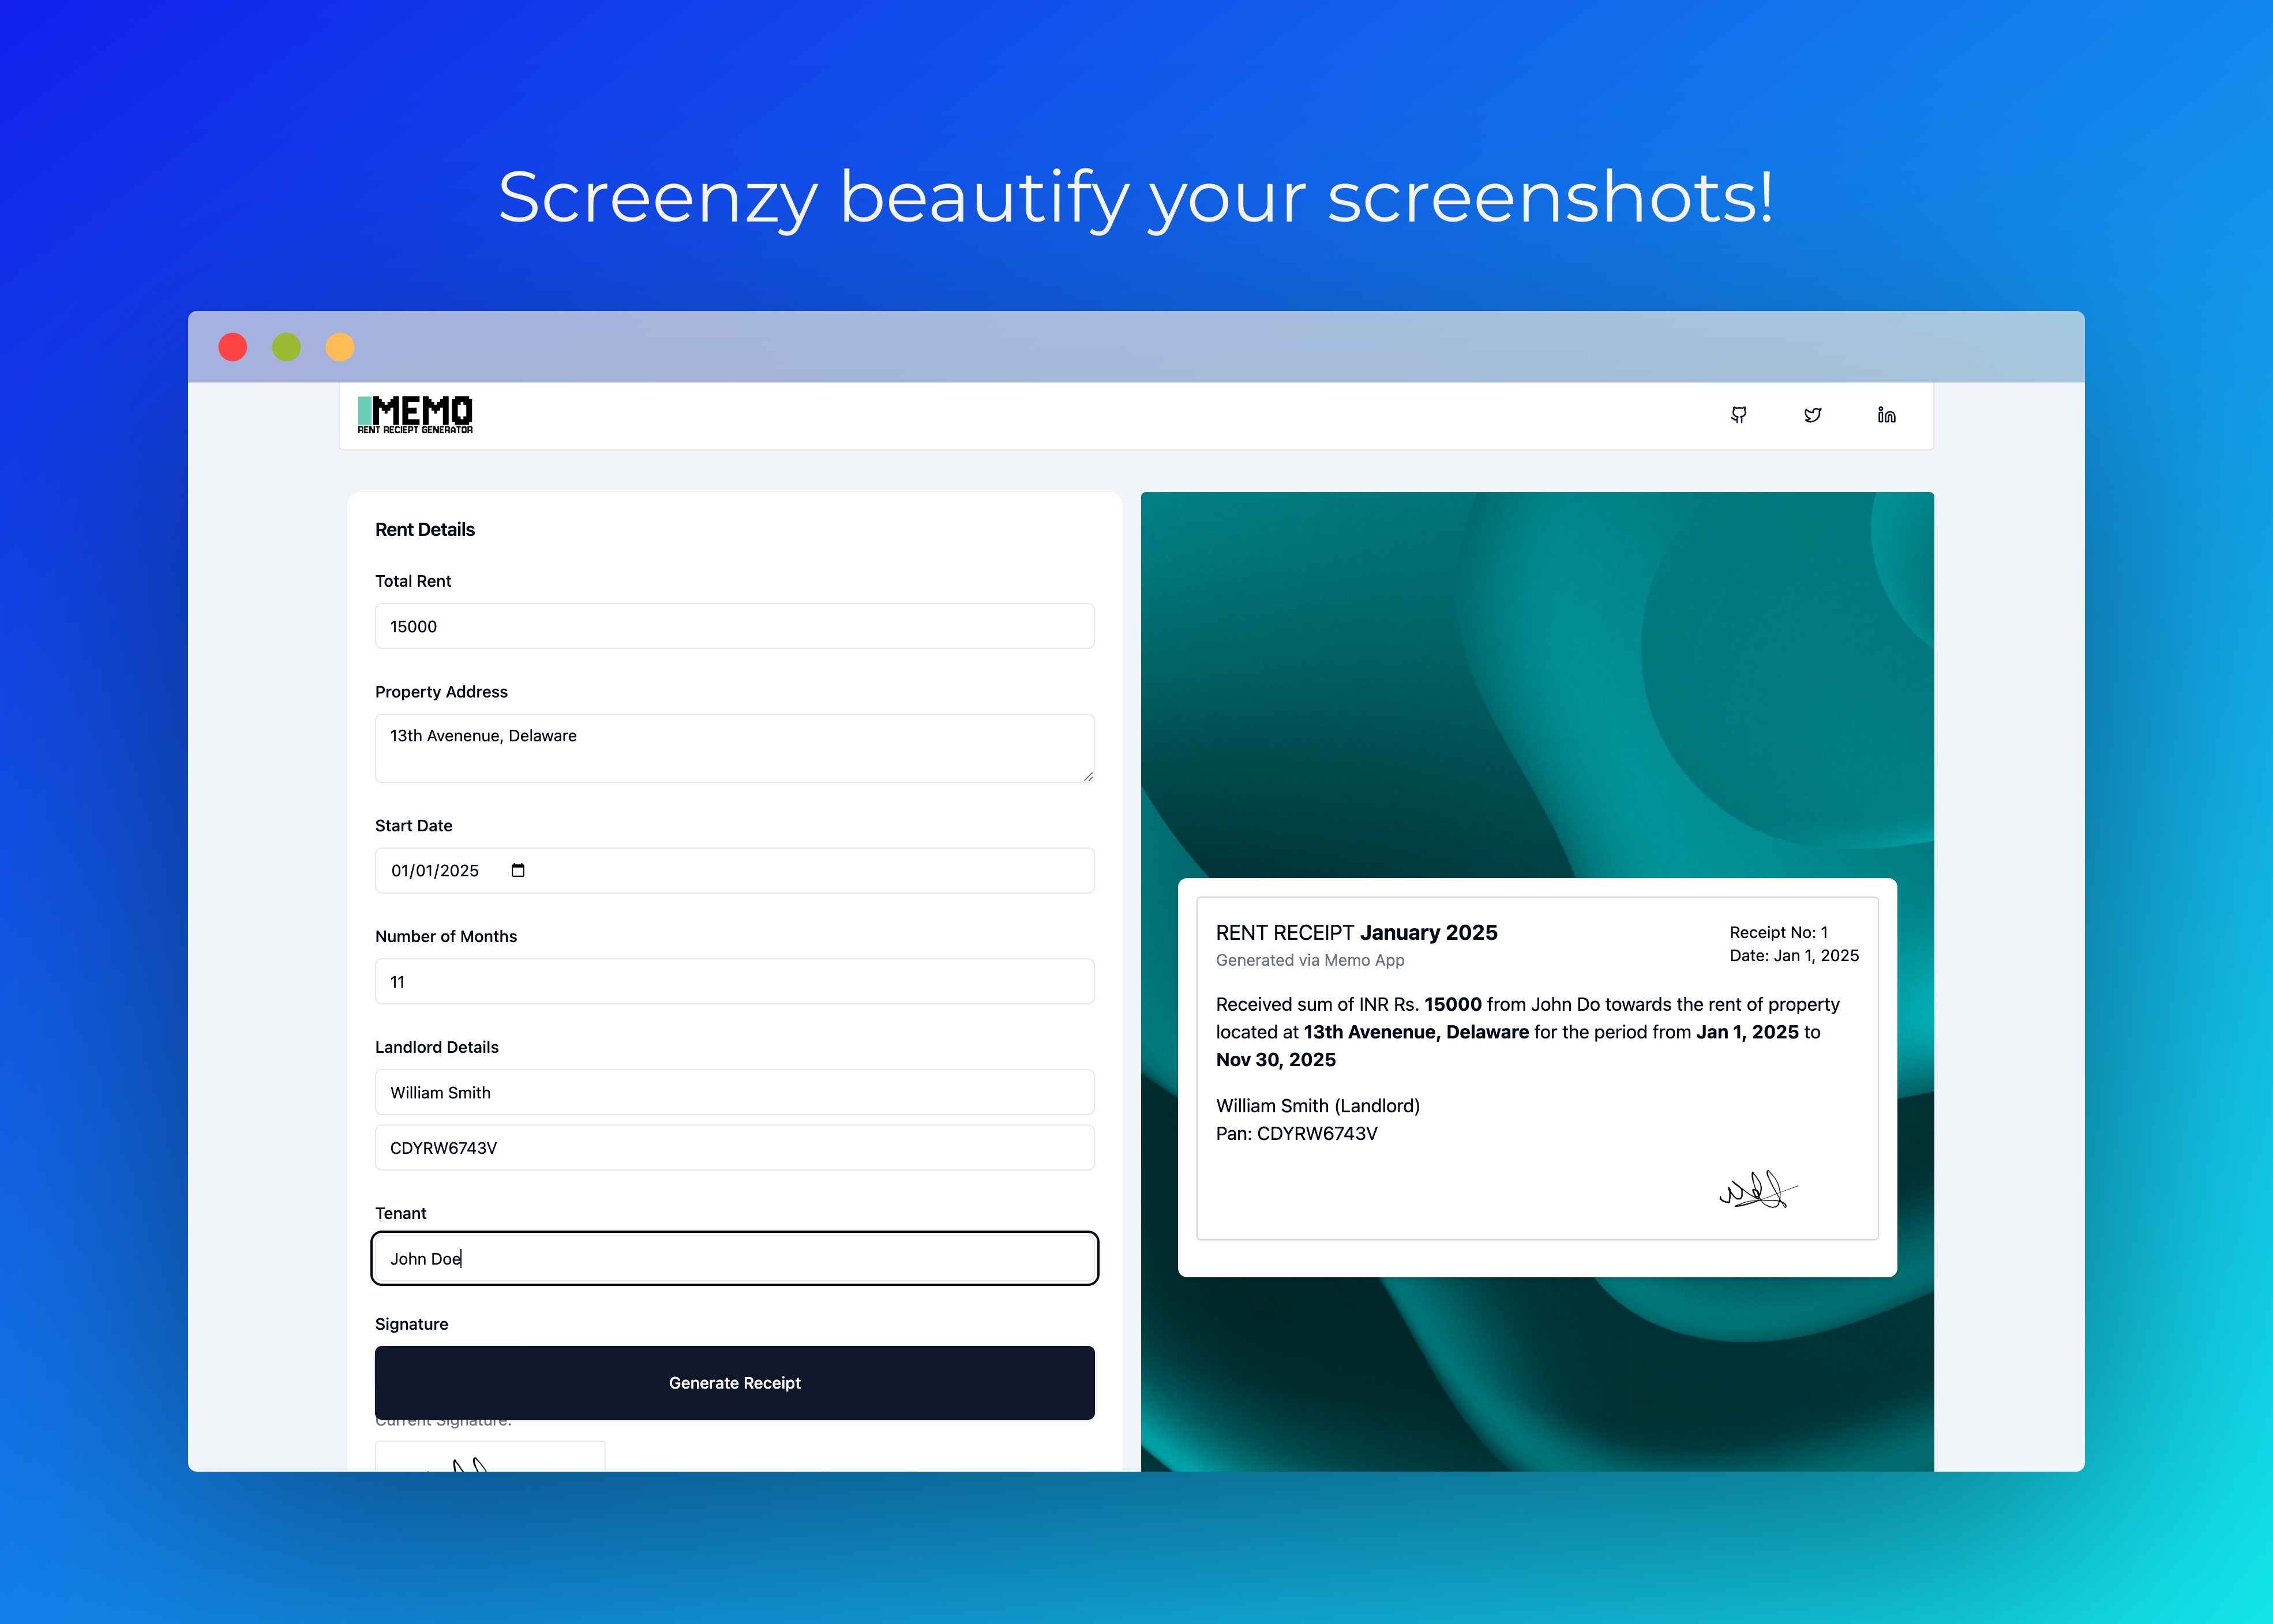 Screenzy beautify your screenshots!
MEMO
RENT RECIEPT GENERATOR
Rent Details
Total Rent
15000
Property Address
13th Avenenue, Delaware
Start Date
01/01/2025
Number of Months
11
Landlord Details
William Smith
CDYRW6743V
Tenant
John Doe
Signature
Generate Receipt
Current Signature:
RENT RECEIPT January 2025
Receipt No: 1
Generated via Memo App
Date: Jan 1, 2025
Received sum of INR Rs. 15000 from John Do towards the rent of property
located at 13th Avenenue, Delaware for the period from Jan 1, 2025 to
Nov 30, 2025
William Smith (Landlord)
Pan: CDYRW6743V